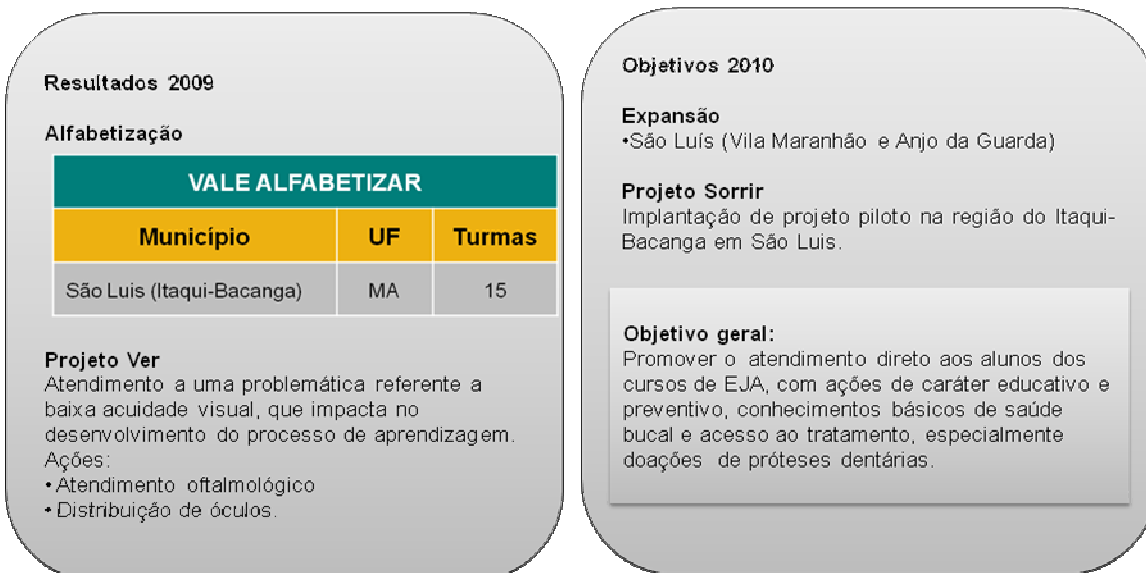 Resultados 2009
Alfabetização
VALE ALFABETIZAR
Município UF Turmas
São Luis (Itaqui-Bacanga) MA 15
Projeto Ver
Atendimento a uma problemática referente a
baixa acuidade visual, que impacta no
desenvolvimento do processo de aprendizagem.
Ações:
• Atendimento oftalmológico
• Distribuição de óculos.
Objetivos 2010
Expansão
•São Luís (Vila Maranhão e Anjo da Guarda)
Projeto Sorrir
Implantação de projeto piloto na região do Itaqui-
Bacanga em São Luis.
Objetivo geral:
Promover o atendimento direto aos alunos dos
cursos de EJA, com ações de caráter educativo e
preventivo, conhecimentos básicos de saúde
bucal e acesso ao tratamento, especialmente
doações de próteses dentárias.